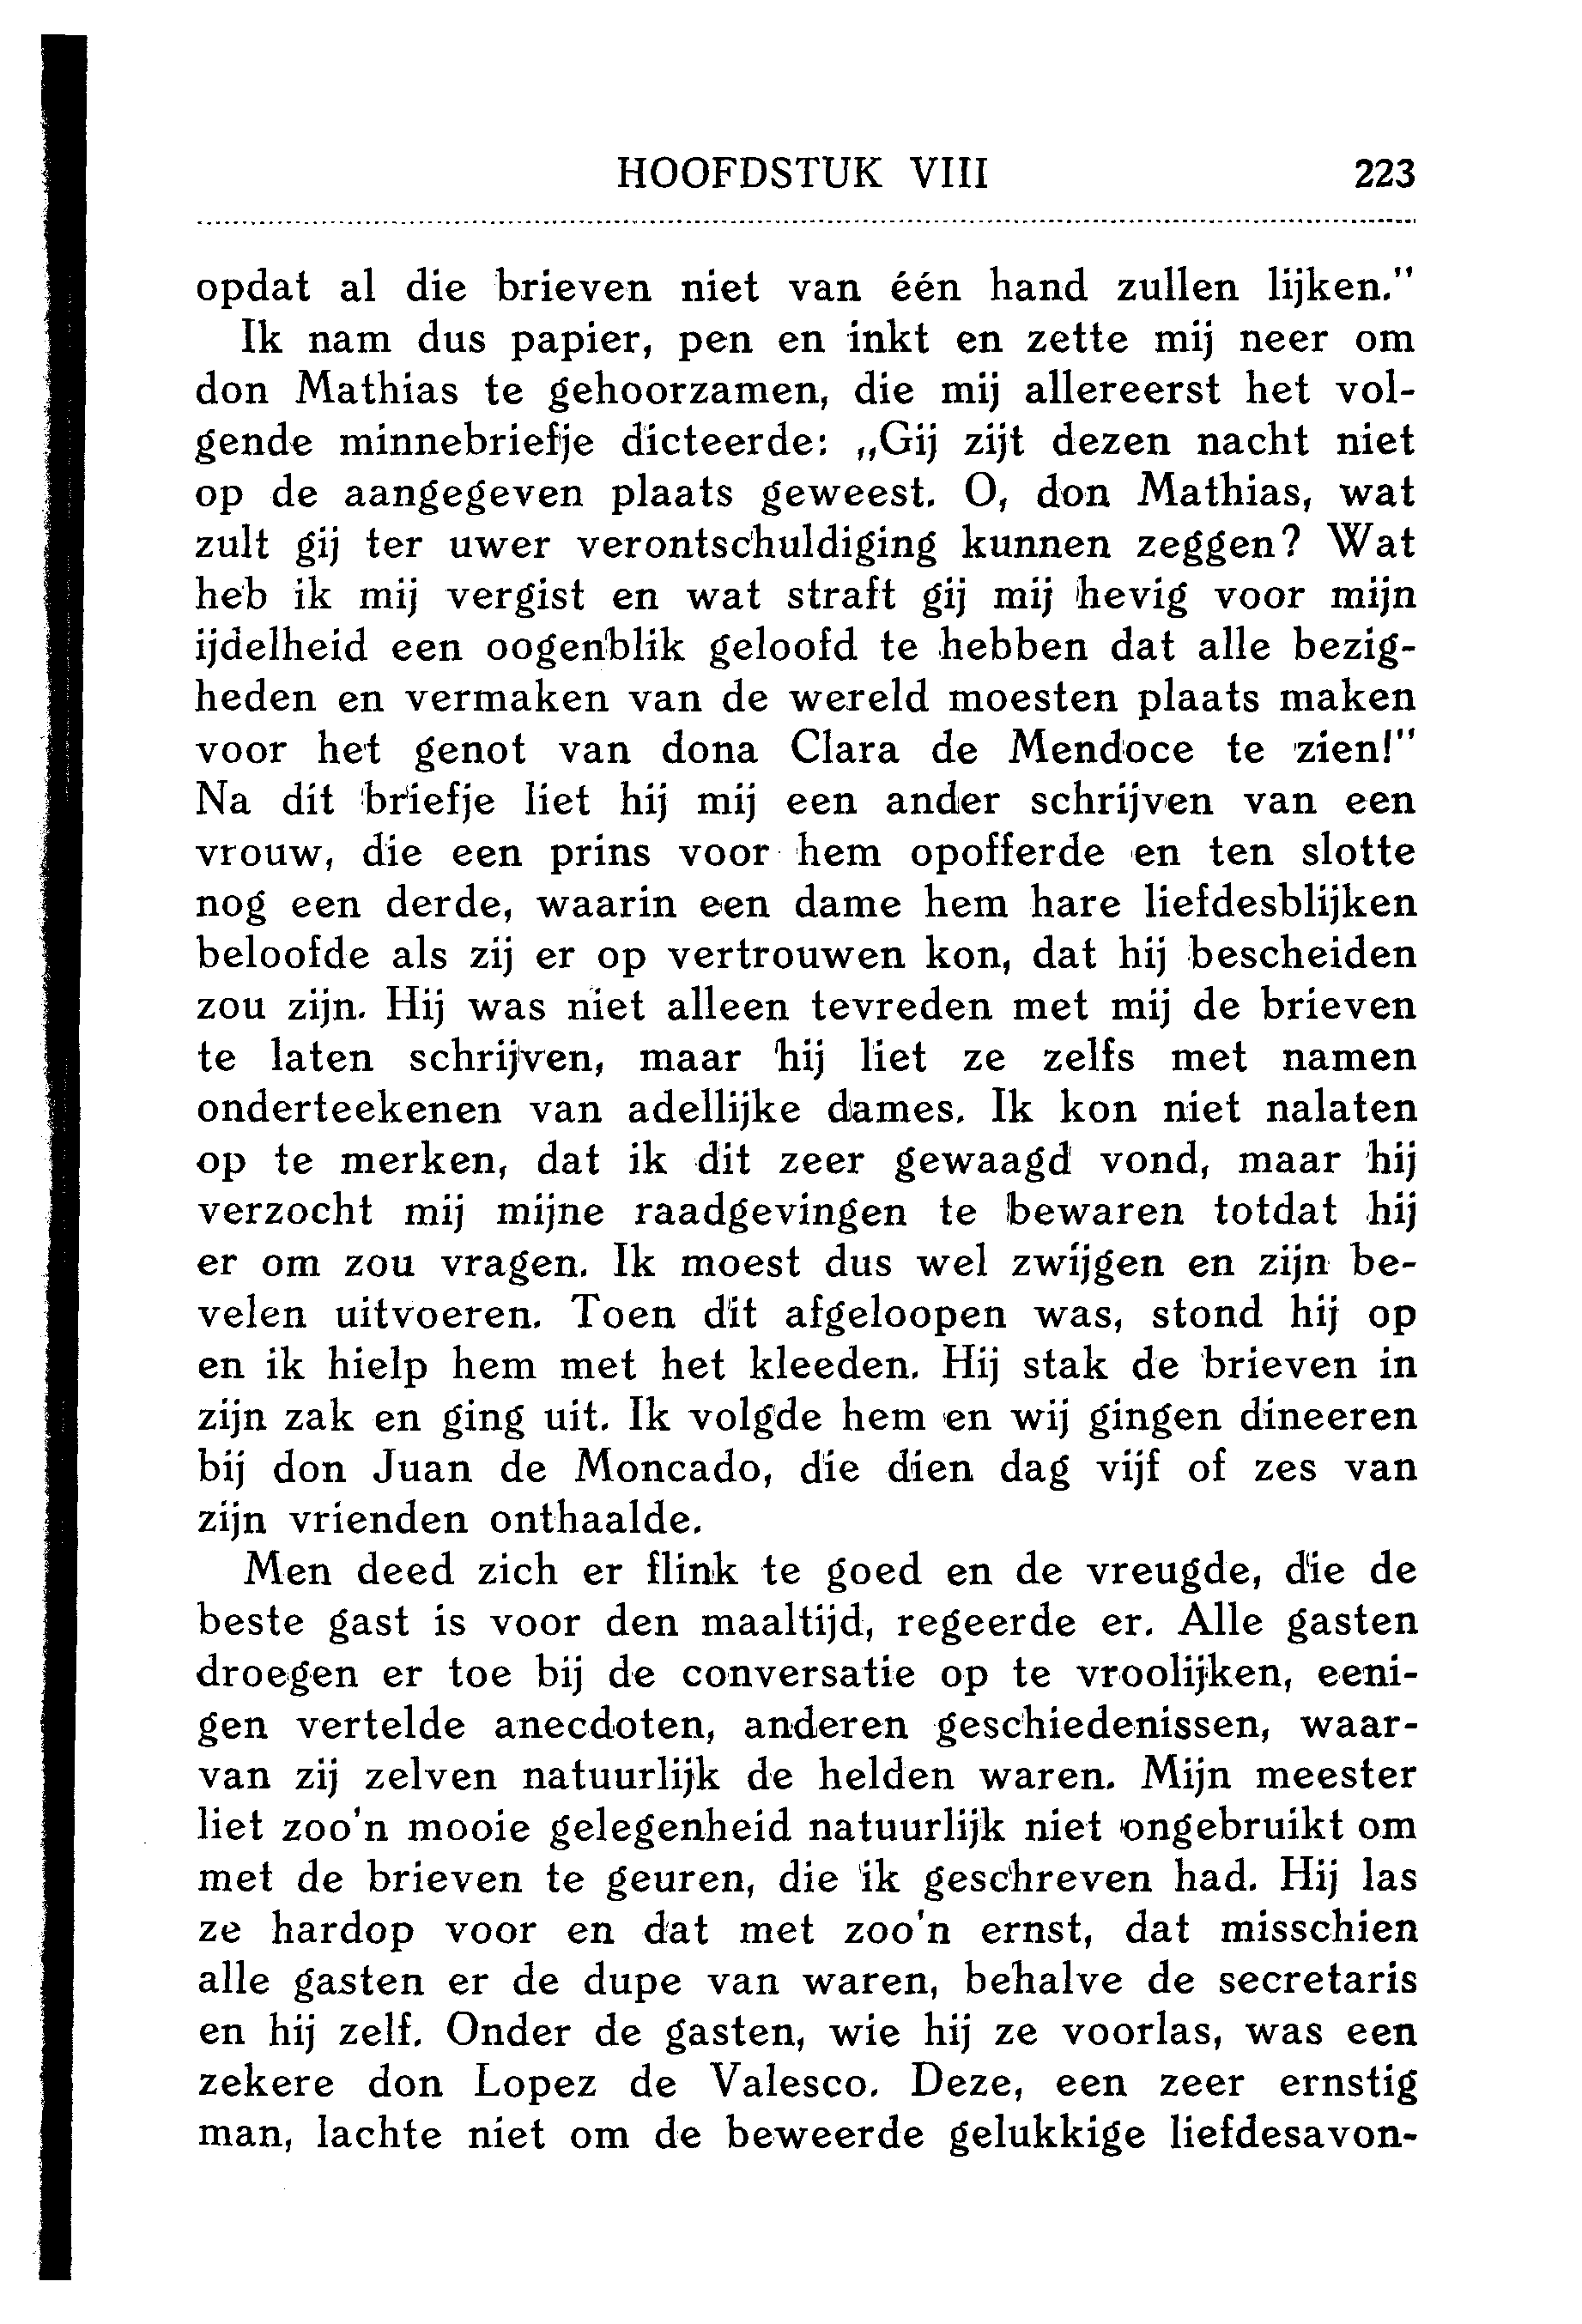 HOOFDSTUK VIII 223
opdat al die brieven niet van één hand zullen lijken."
Ik nam dus papier, pen en inkt en zette mij neer om
don Mathias te gehoorzamen, die mij allereerst het vol-
gende minnebriefje dicteerde: „Gij zijt dezen nacht niet
op de aangegeven plaats geweest. O, don Mathias, wat
zult gij ter uwer verontschuldiging kunnen zeggen? Wat
heb ik mij vergist en wat straft gij mij hevig voor mijn
ijdelheid een oogenblik geloofd te hebben dat alle bezig-
heden en vermaken van de wereld moesten plaats maken
voor het genot van dona Clara de Mendoce te zien!"
Na dit briefje liet hij mij een ander schrijven van een
vrouw, die een prins voor hem opofferde en ten slotte
nog een derde, waarin een dame hem hare liefdesblijken
beloofde als zij er op vertrouwen kon, dat hij bescheiden
zou zijn. Hij was niet alleen tevreden met mij de brieven
te laten schrijven, maar hij liet ze zelfs met namen
onderteekenen van adellijke dames. Ik kon niet nalaten
op te merken, dat ik dit zeer gewaagd vond, maar hij
verzocht mij mijne raadgevingen te bewaren totdat hij
er om zou vragen. Ik moest dus wel zwijgen en zijn be-
velen uitvoeren. Toen dit afgeloopen was, stond hij op
en ik hielp hem met het kleeden. Hij stak de brieven in
zijn zak en ging uit. Ik volgde hem en wij gingen dineeren
bij don Juan de Moncado, die dien dag vijf of zes van
zijn vrienden onthaalde.
Men deed zich er flink te goed en de vreugde, die de
beste gast is voor den maaltijd, regeerde er. Alle gasten
droegen er toe bij de conversatie op te vroolijken, eeni-
gen vertelde anecdoten, anderen geschiedenissen, waar-
van zij zelven natuurlijk de helden waren. Mijn meester
liet zoo'n mooie gelegenheid natuurlijk niet ongebruikt om
met de brieven te geuren, die ik geschreven had. Hij las
ze hardop voor en dat met zoo'n ernst, dat misschien
alle gasten er de dupe van waren, behalve de secretaris
en hij zelf. Onder de gasten, wie hij ze voorlas, was een
zekere don Lopez de Valesco. Deze, een zeer ernstig
man, lachte niet om de beweerde gelukkige liefdesavon-